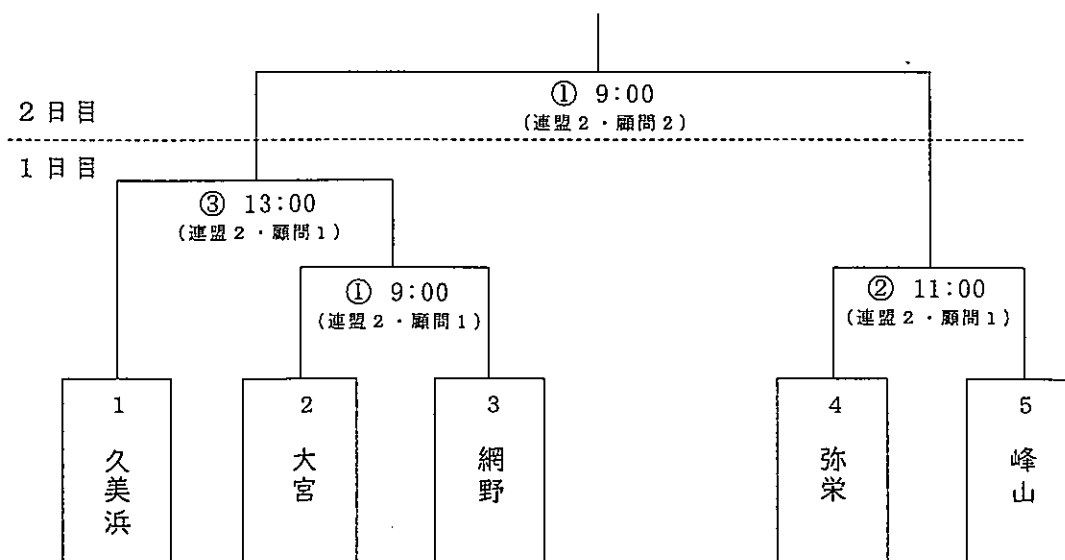 ① 9:00
2日目
(連盟2・顧問2)
1日目
③ 13:00
(連盟2・顧問1)
① 9:00
(連盟2・顧問1)
② 11:00
(連盟2・顧問1)
1
久美浜
2
大宮
3
網野
4
弥栄
5
峰山